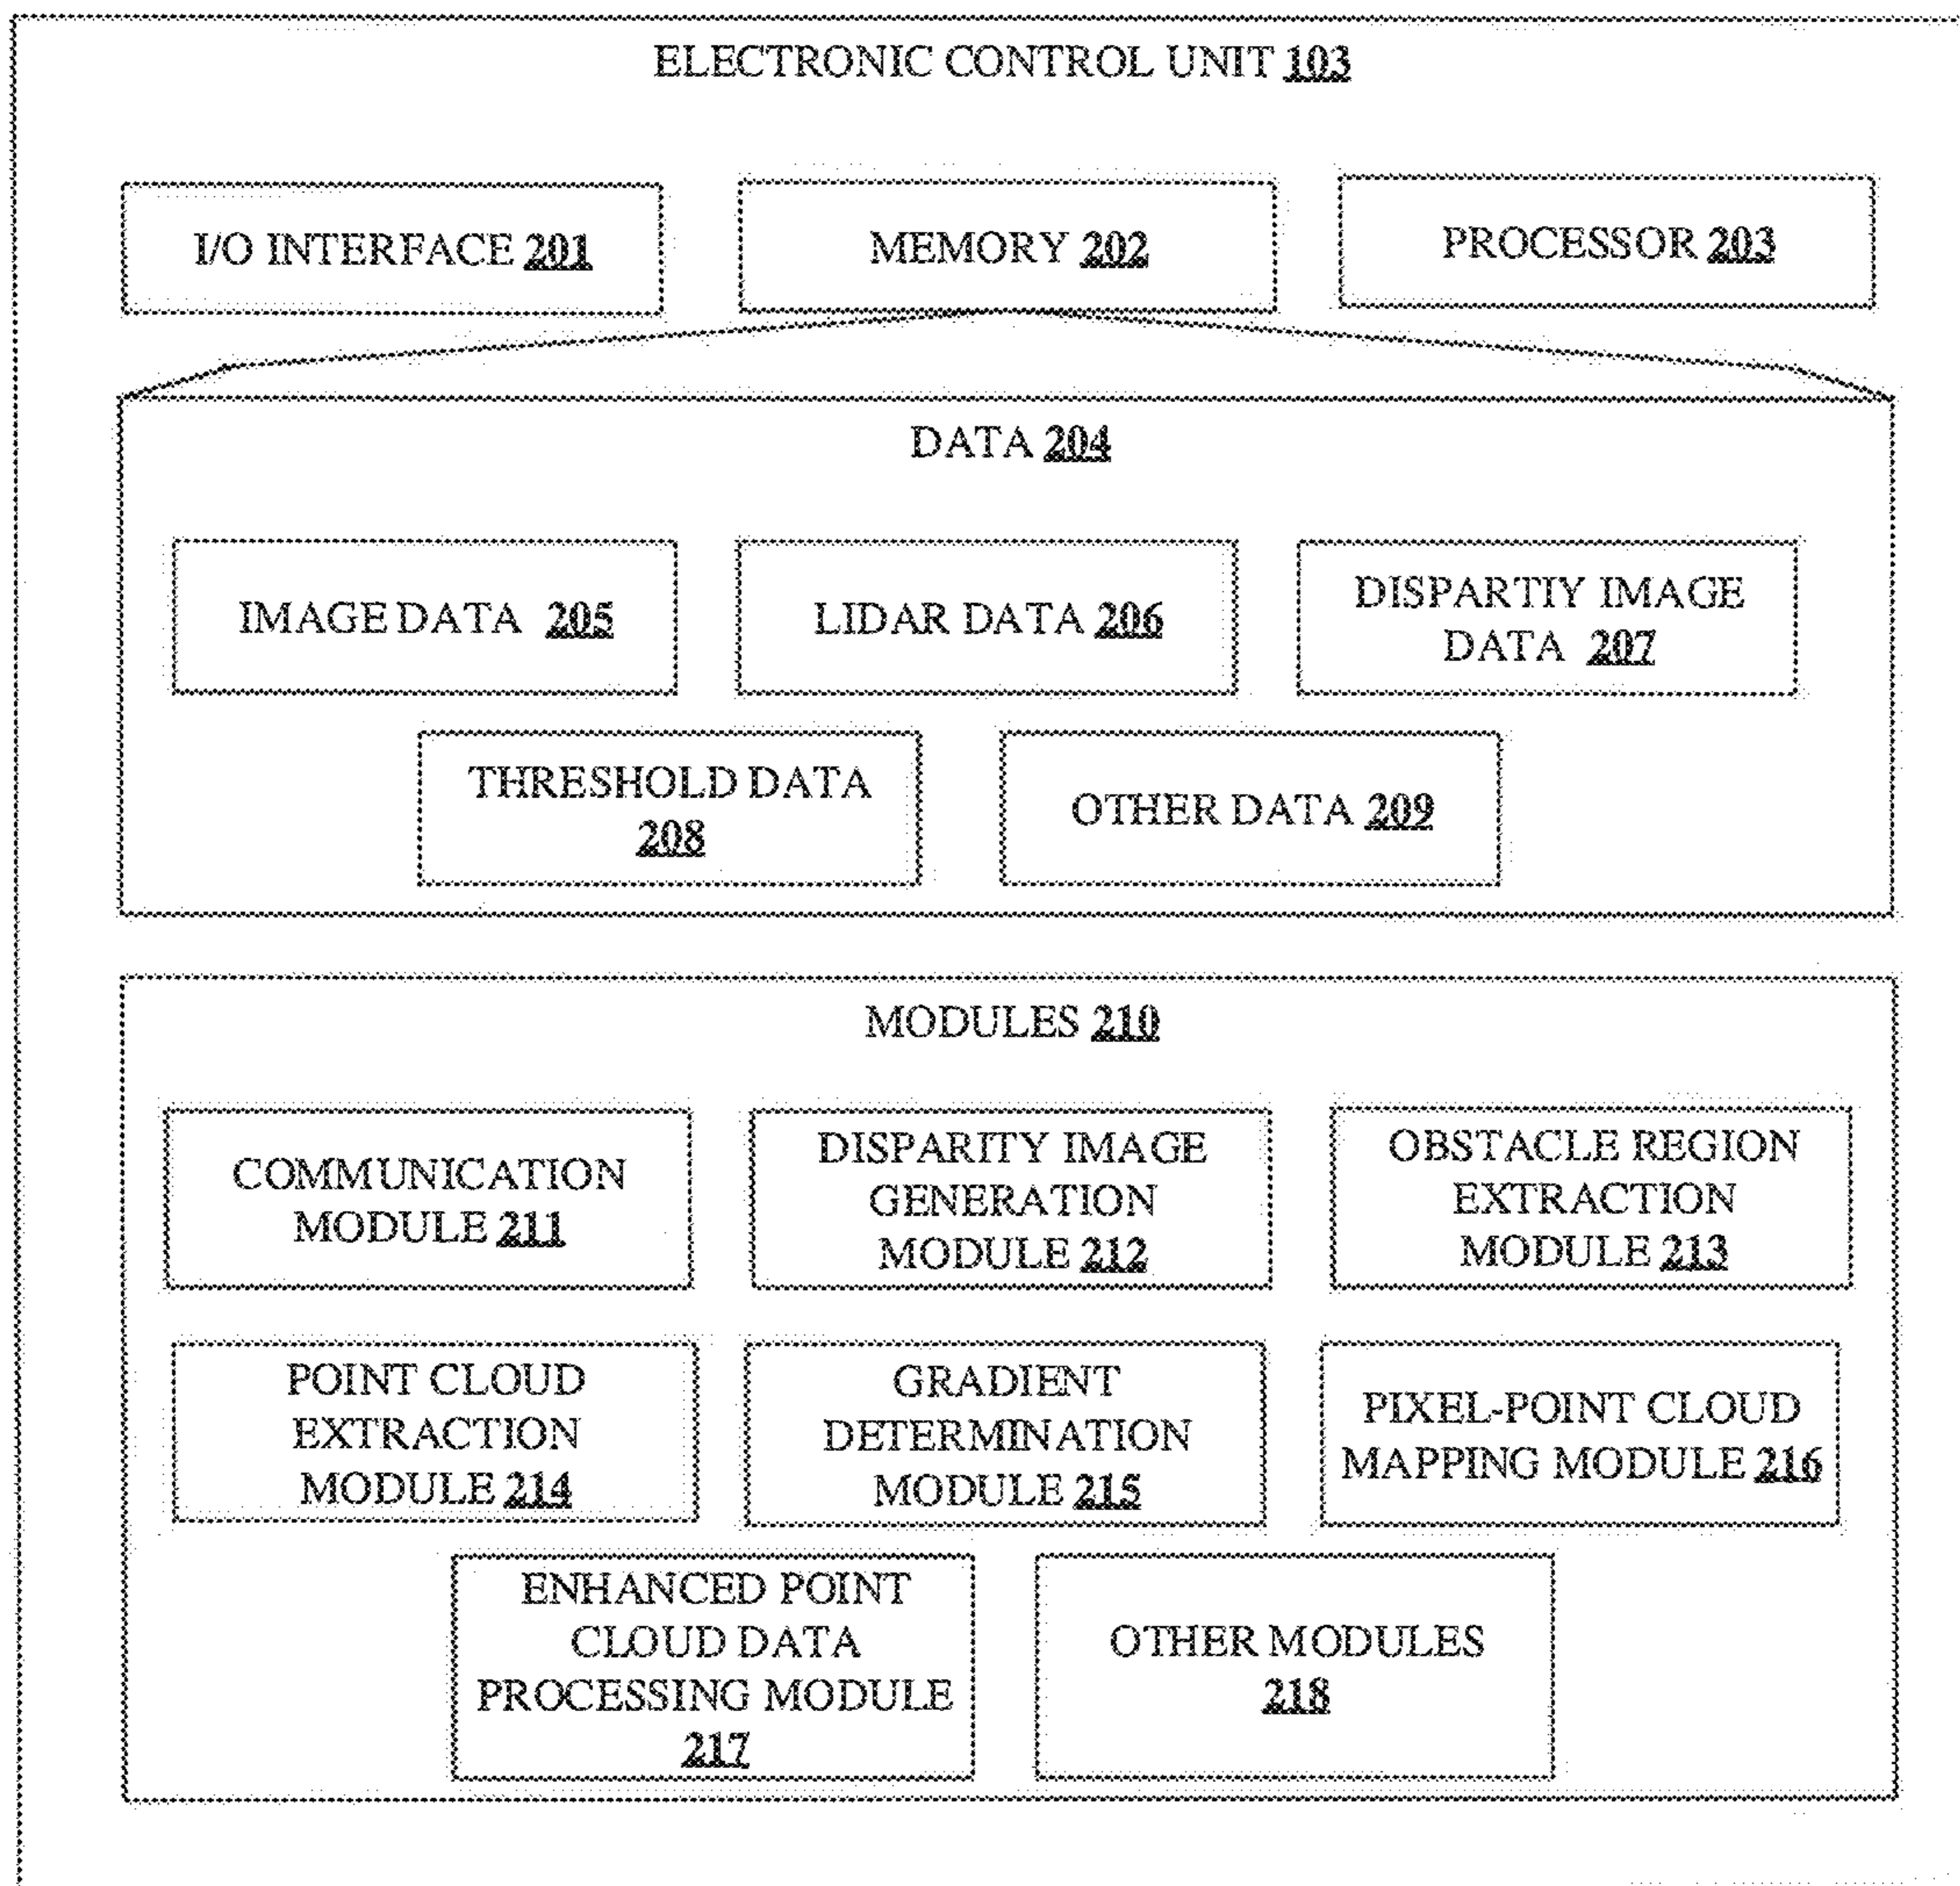 ELECTRONIC CONTROL UNIT 103
I/O INTERFACE 201
MEMORY 202
PROCESSOR 203
DATA 204
IMAGE DATA 205
LIDAR DATA 206
DISPARTIY IMAGE
DATA 207
THRESHOLD DATA
208
OTHER DATA 209
MODULES 210
COMMUNICATION
MODULE 211
DISPARITY IMAGE
GENERATION
MODULE 212
OBSTACLE REGION
EXTRACTION
MODULE 213
POINT CLOUD
EXTRACTION
MODULE 214
GRADIENT
DETERMINATION
MODULE 215
PIXEL-POINT CLOUD
MAPPING MODULE 216
ENHANCED POINT
CLOUD DATA
PROCESSING MODULE
217
OTHER MODULES
218